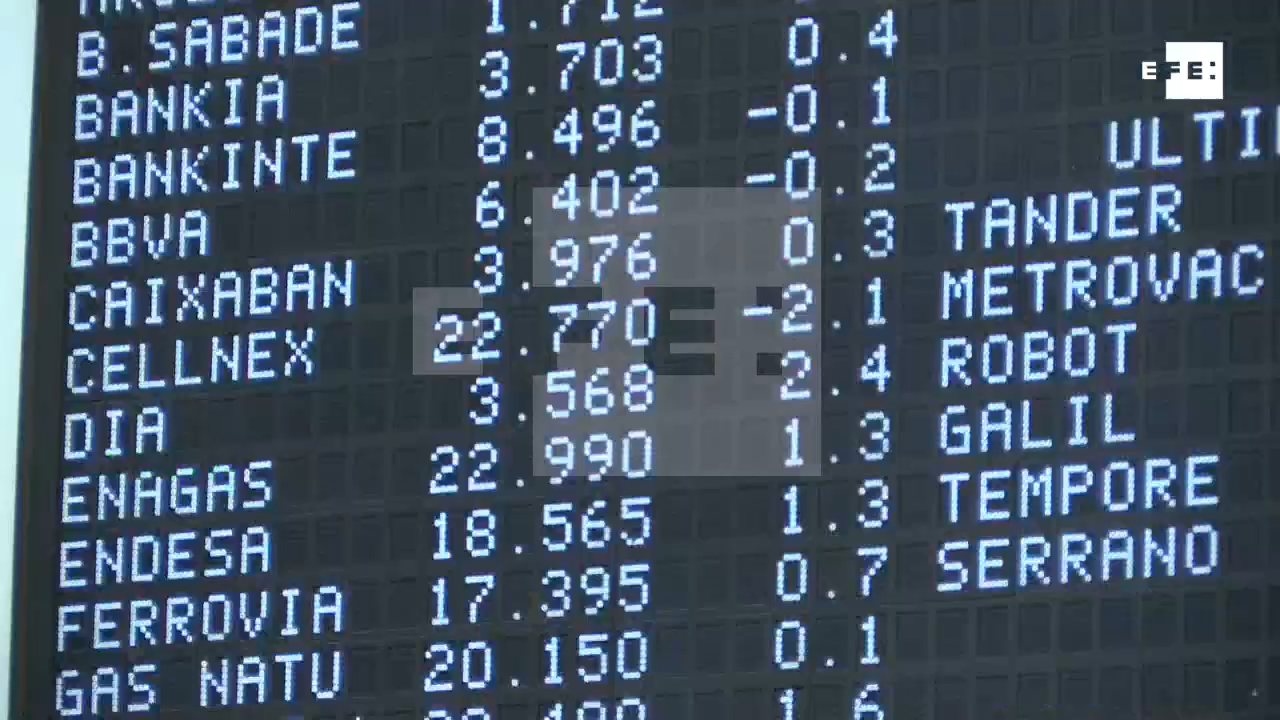 EFE:
B.SABADE 1.712
BANKIA 3.703 0.4
BANKINTE 8.496 -0.1
BBVA 6.402 -0.2 ULTI
CAIXABAN 3.976 0.3 TANDER
CELLNEX 22.770 -2.1 METROVAC
DIA 3.568 2.4 ROBOT
ENAGAS 22.990 1.3 GALIL
ENDESA 18.565 1.3 TEMPORE
FERROVIA 17.395 0.7 SERRANO
GAS NATU 20.150 0.1
1.6
EFE: